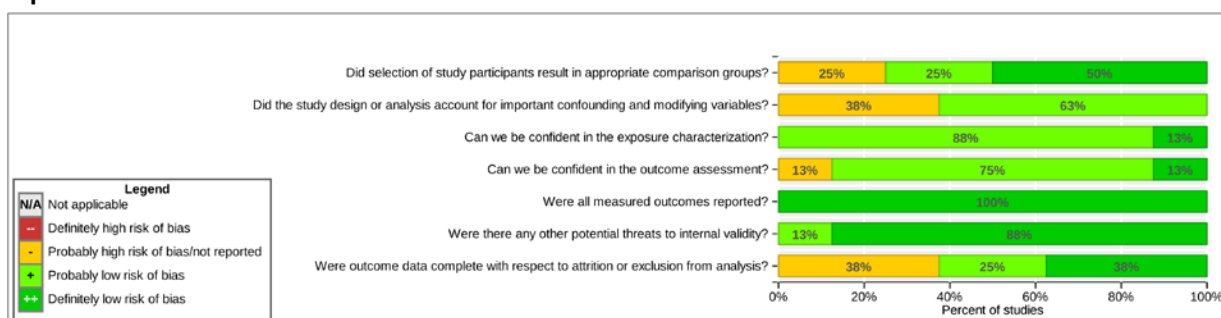 Did selection of study participants result in appropriate comparison groups? 25% 25% 50%
Did the study design or analysis account for important confounding and modifying variables? 38% 63%
Can we be confident in the exposure characterization? 88% 13%
Can we be confident in the outcome assessment? 13% 75% 13%
Were all measured outcomes reported? 100%
Were there any other potential threats to internal validity? 13% 88%
Were outcome data complete with respect to attrition or exclusion from analysis? 38% 25% 38%
0% 20% 40% 60% 80% 100%
Percent of studies
Legend
N/A Not applicable
-- Definitely high risk of bias
- Probably high risk of bias/not reported
+ Probably low risk of bias
++ Definitely low risk of bias